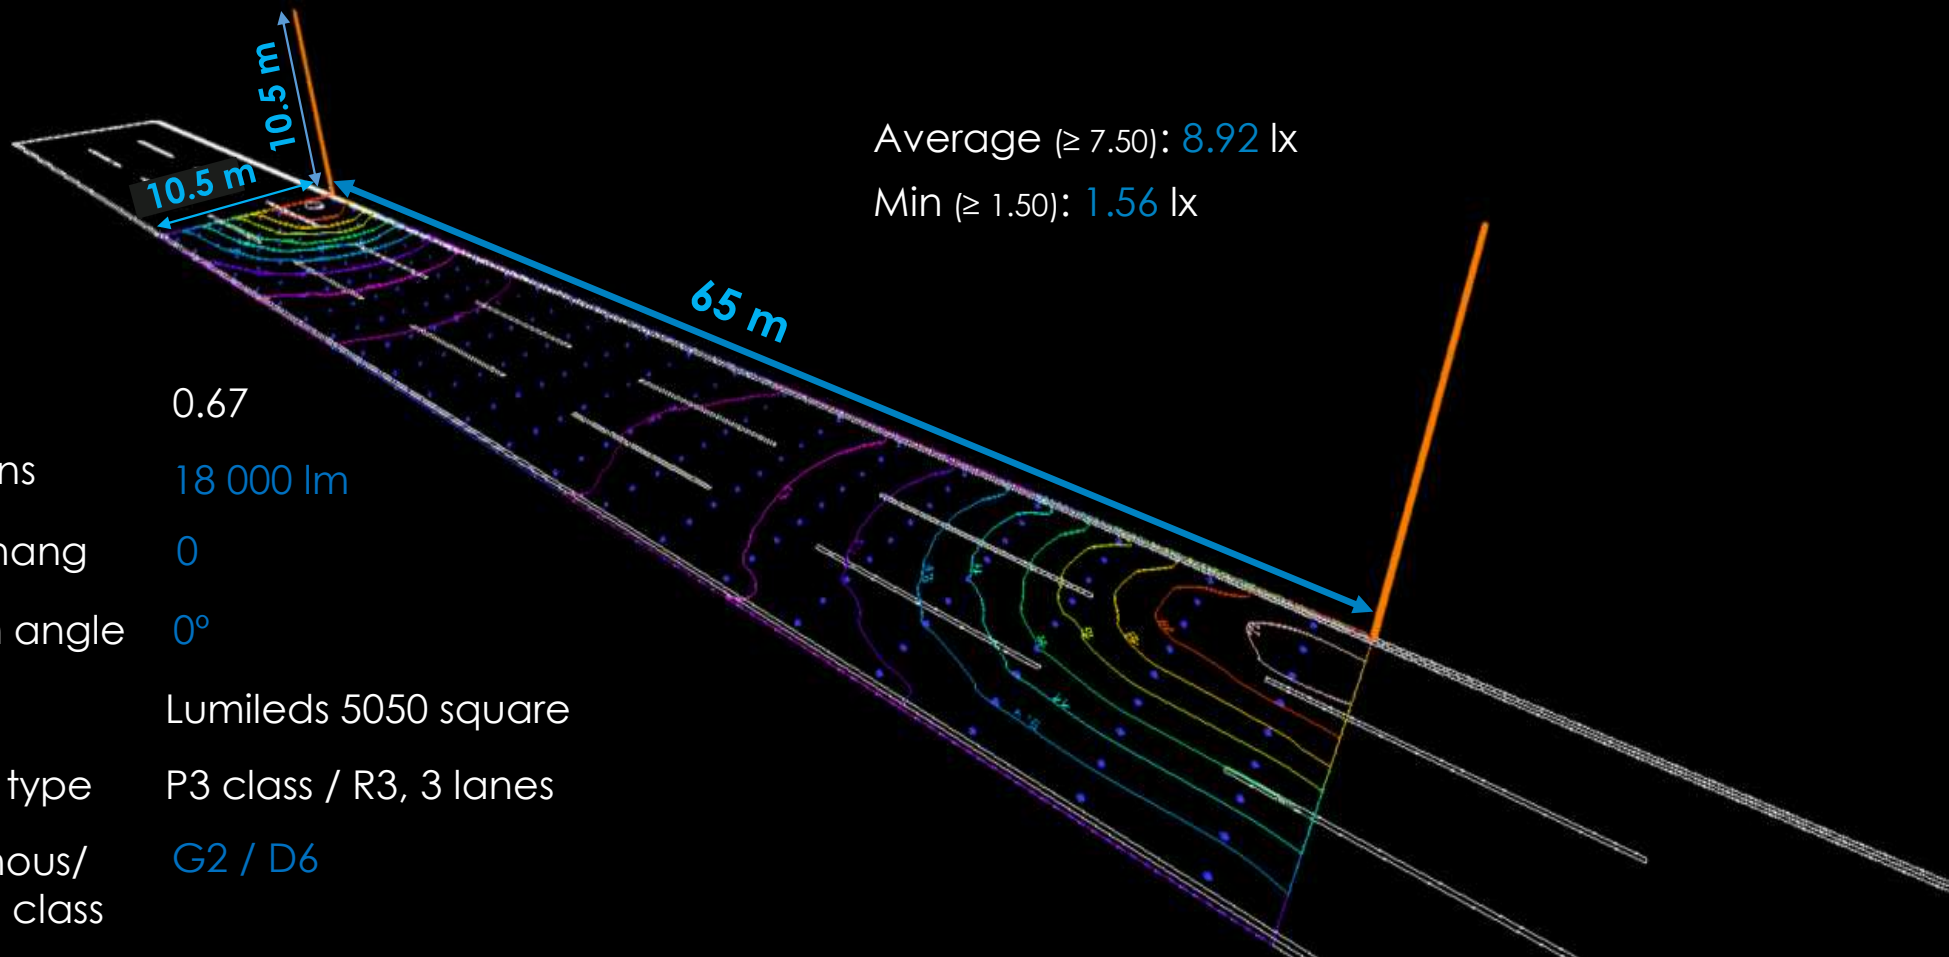 10.5 m
10.5 m
Average (≥ 7.50): 8.92 lx
Min (≥ 1.50): 1.56 lx
65 m
0.67
ns 18 000 lm
hang 0
angle 0°
Lumileds 5050 square
type P3 class / R3, 3 lanes
nous/ G2 / D6
class